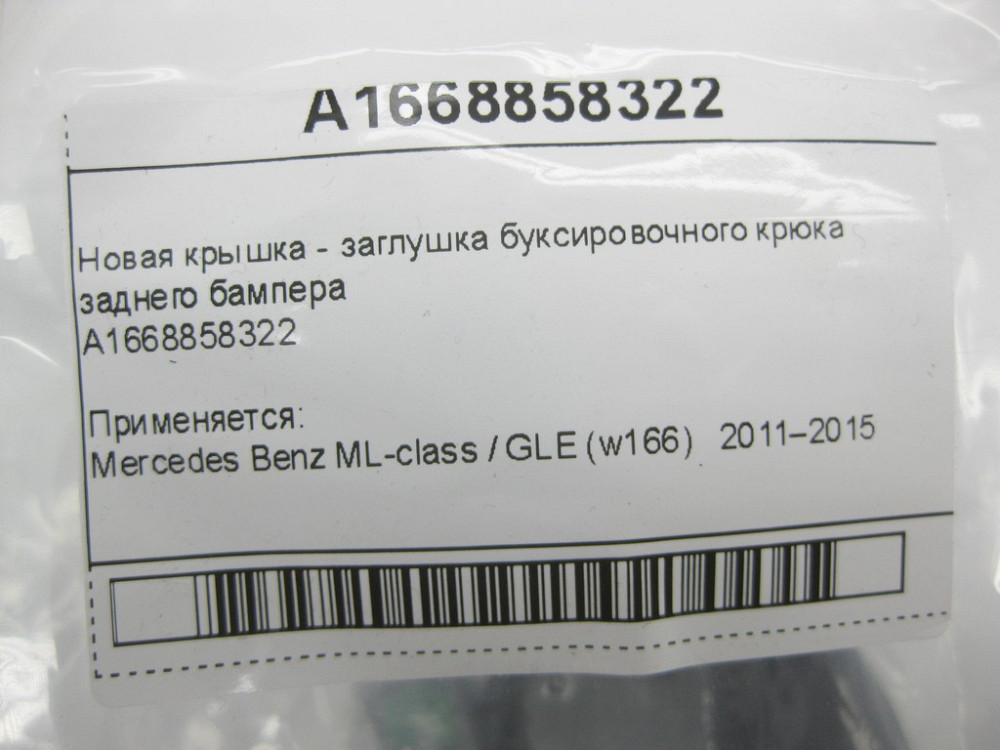 A1668858322
Новая крышка - заглушка буксировочного крюка
заднего бампера
A1668858322
Применяется:
Mercedes Benz ML-class / GLE (w166) 2011–2015